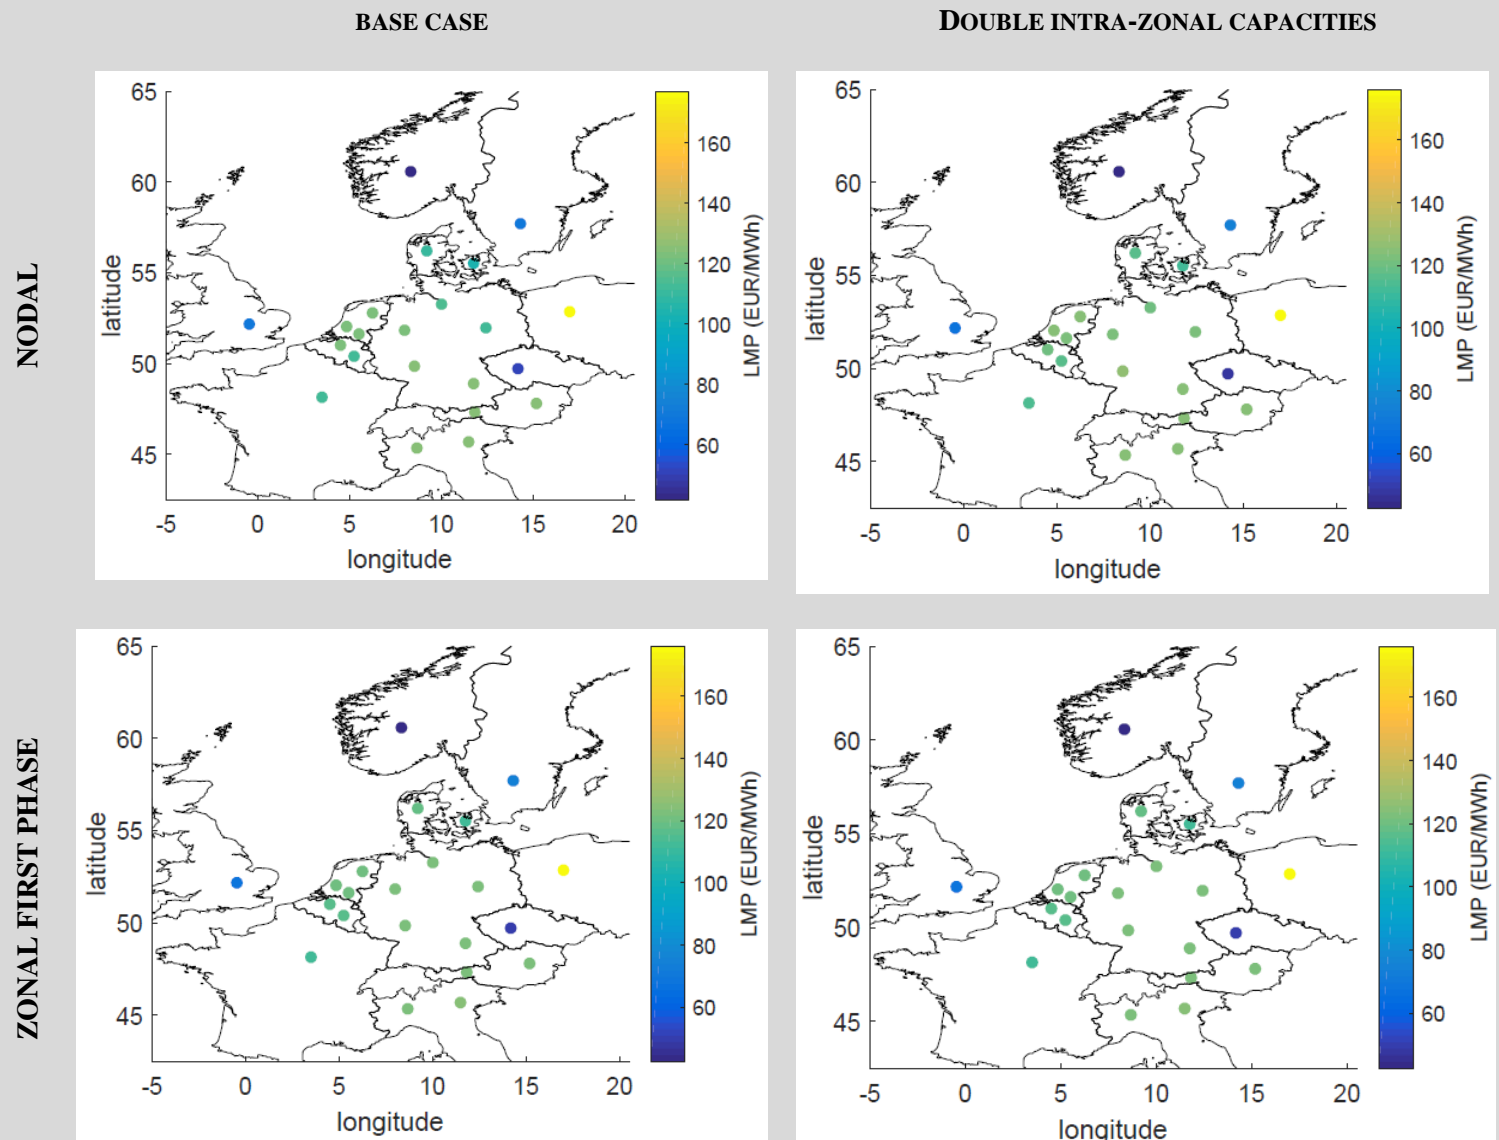 BASE CASE
DOUBLE INTRA-ZONAL CAPACITIES
NODAL
65
60
55
50
45
latitude
-5 0 5 10 15 20
longitude
160
140
120
100
80
60
LMP (EUR/MWh)
65
60
55
50
45
latitude
-5 0 5 10 15 20
longitude
160
140
120
100
80
60
LMP (EUR/MWh)
ZONAL FIRST PHASE
65
60
55
50
45
latitude
-5 0 5 10 15 20
longitude
160
140
120
100
80
60
LMP (EUR/MWh)
65
60
55
50
45
latitude
-5 0 5 10 15 20
longitude
160
140
120
100
80
60
LMP (EUR/MWh)